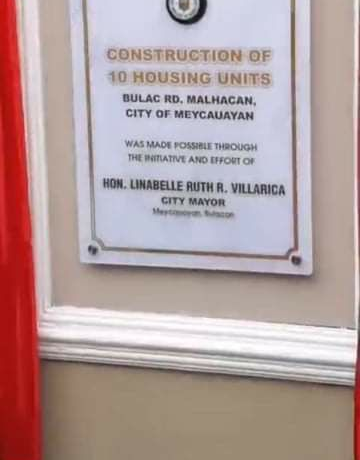 CONSTRUCTION OF
10 HOUSING UNITS
BULAC RD. MALHACAN,
CITY OF MEYCAUAYAN
WAS MADE POSSIBLE THROUGH
THE INITIATIVE AND EFFORT OF
HON. LINABELLE RUTH R. VILLARICA
CITY MAYOR
Meycauayan, Bulacan